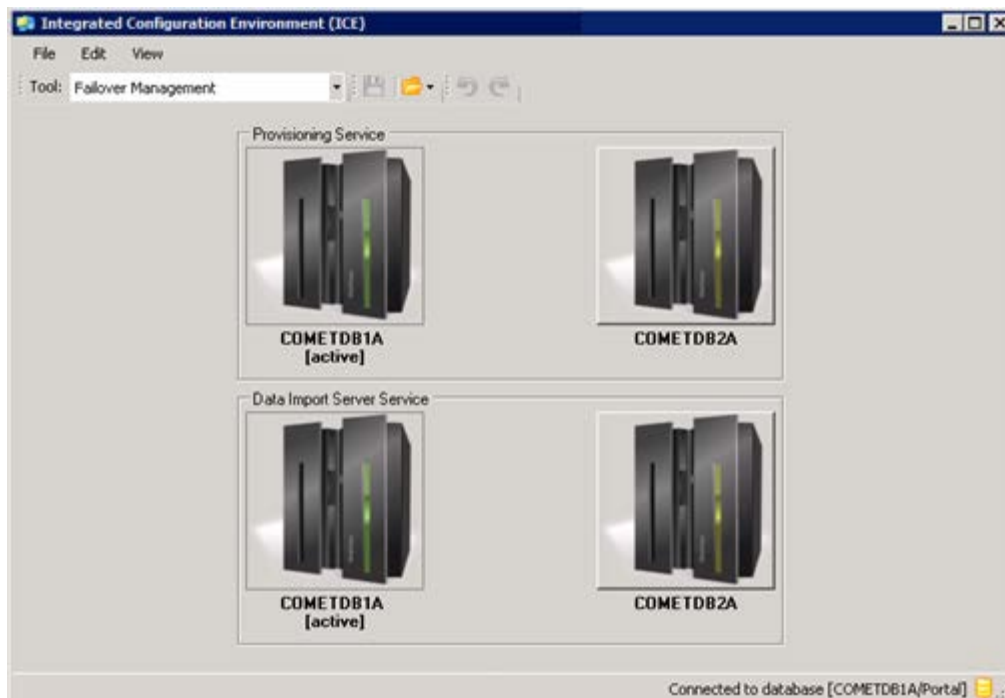 Integrated Configuration Environment (ICE)
File Edit View
Tool: Failover Management
Provisioning Service
COMETDB1A
[active]
COMETDB2A
Data Import Server Service
COMETDB1A
[active]
COMETDB2A
Connected to database [COMETDB1A/Portal]